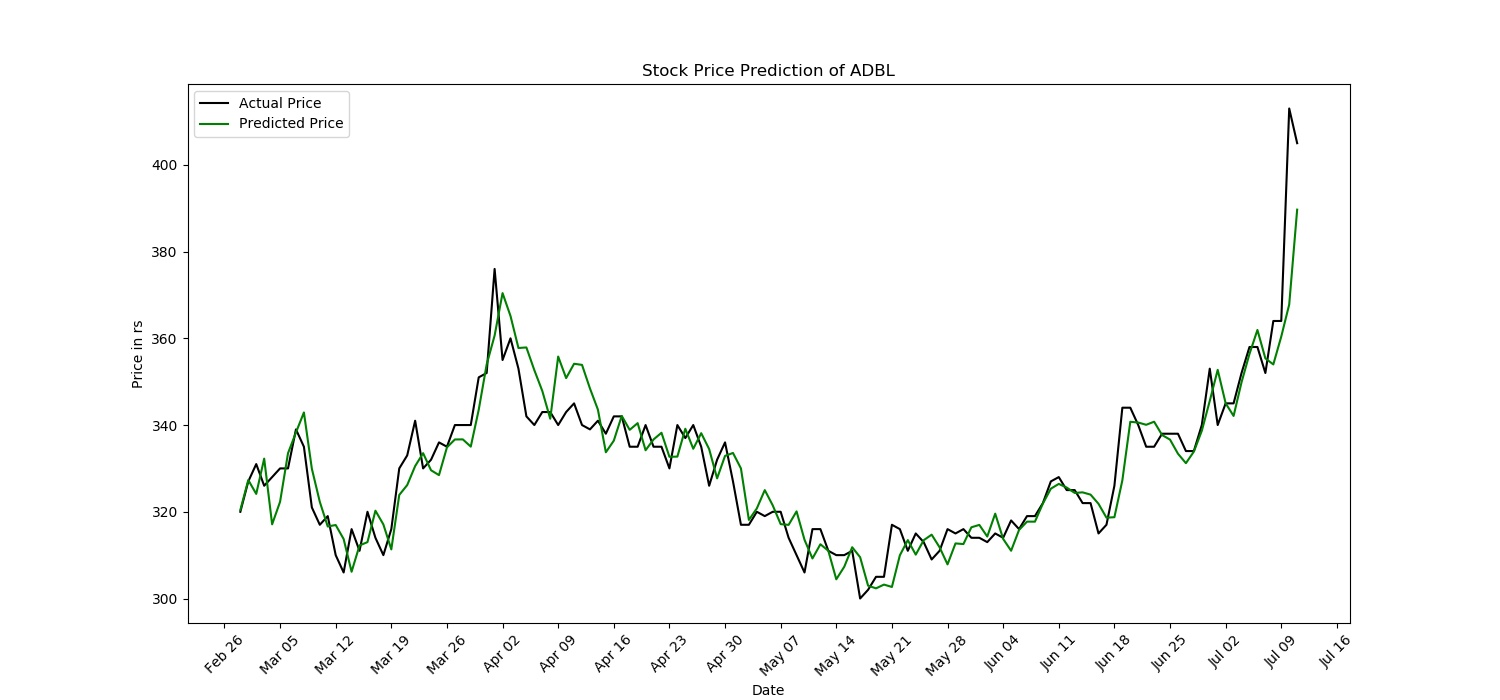 Stock Price Prediction of ADBL
Actual Price
Predicted Price
Price in rs
400
380
360
340
320
300
Feb 26
Mar 05
Mar 12
Mar 19
Mar 26
Apr 02
Apr 09
Apr 16
Apr 23
Apr 30
May 07
May 14
May 21
May 28
Jun 04
Jun 11
Jun 18
Jun 25
Jul 02
Jul 09
Jul 16
Date